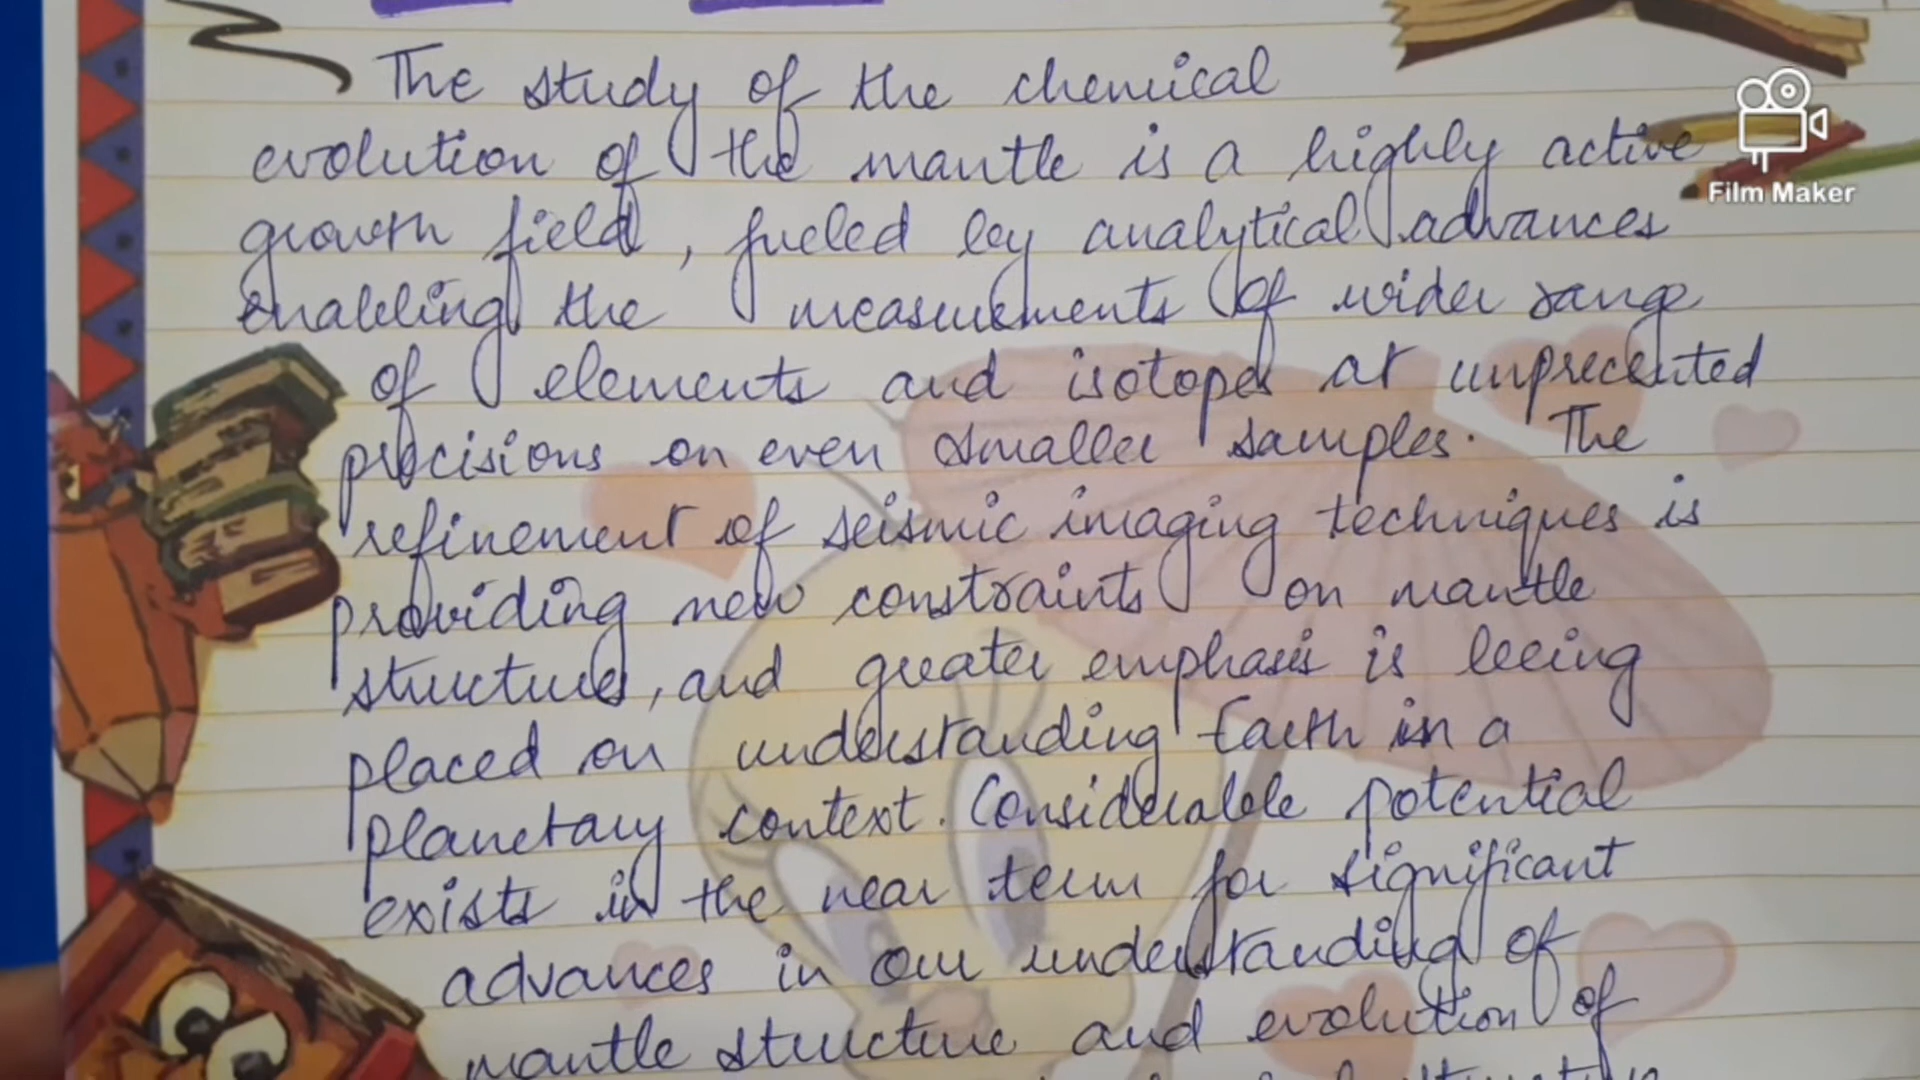 The study of the chemical
evolution of the mantle is a highly active
growth field, fueled by analytical advances
enabling the measurements of wider range
of elements and isotopes at unprecented
precisions on even smaller samples. The
refinement of seismic imaging techniques is
providing new constraints on mantle
structures, and greater emphasis is being
placed on understanding Earth in a
planetary context. Considerable potential
exists in the near term for significant
advances in our understanding of
mantle structure and evolution of
Film Maker